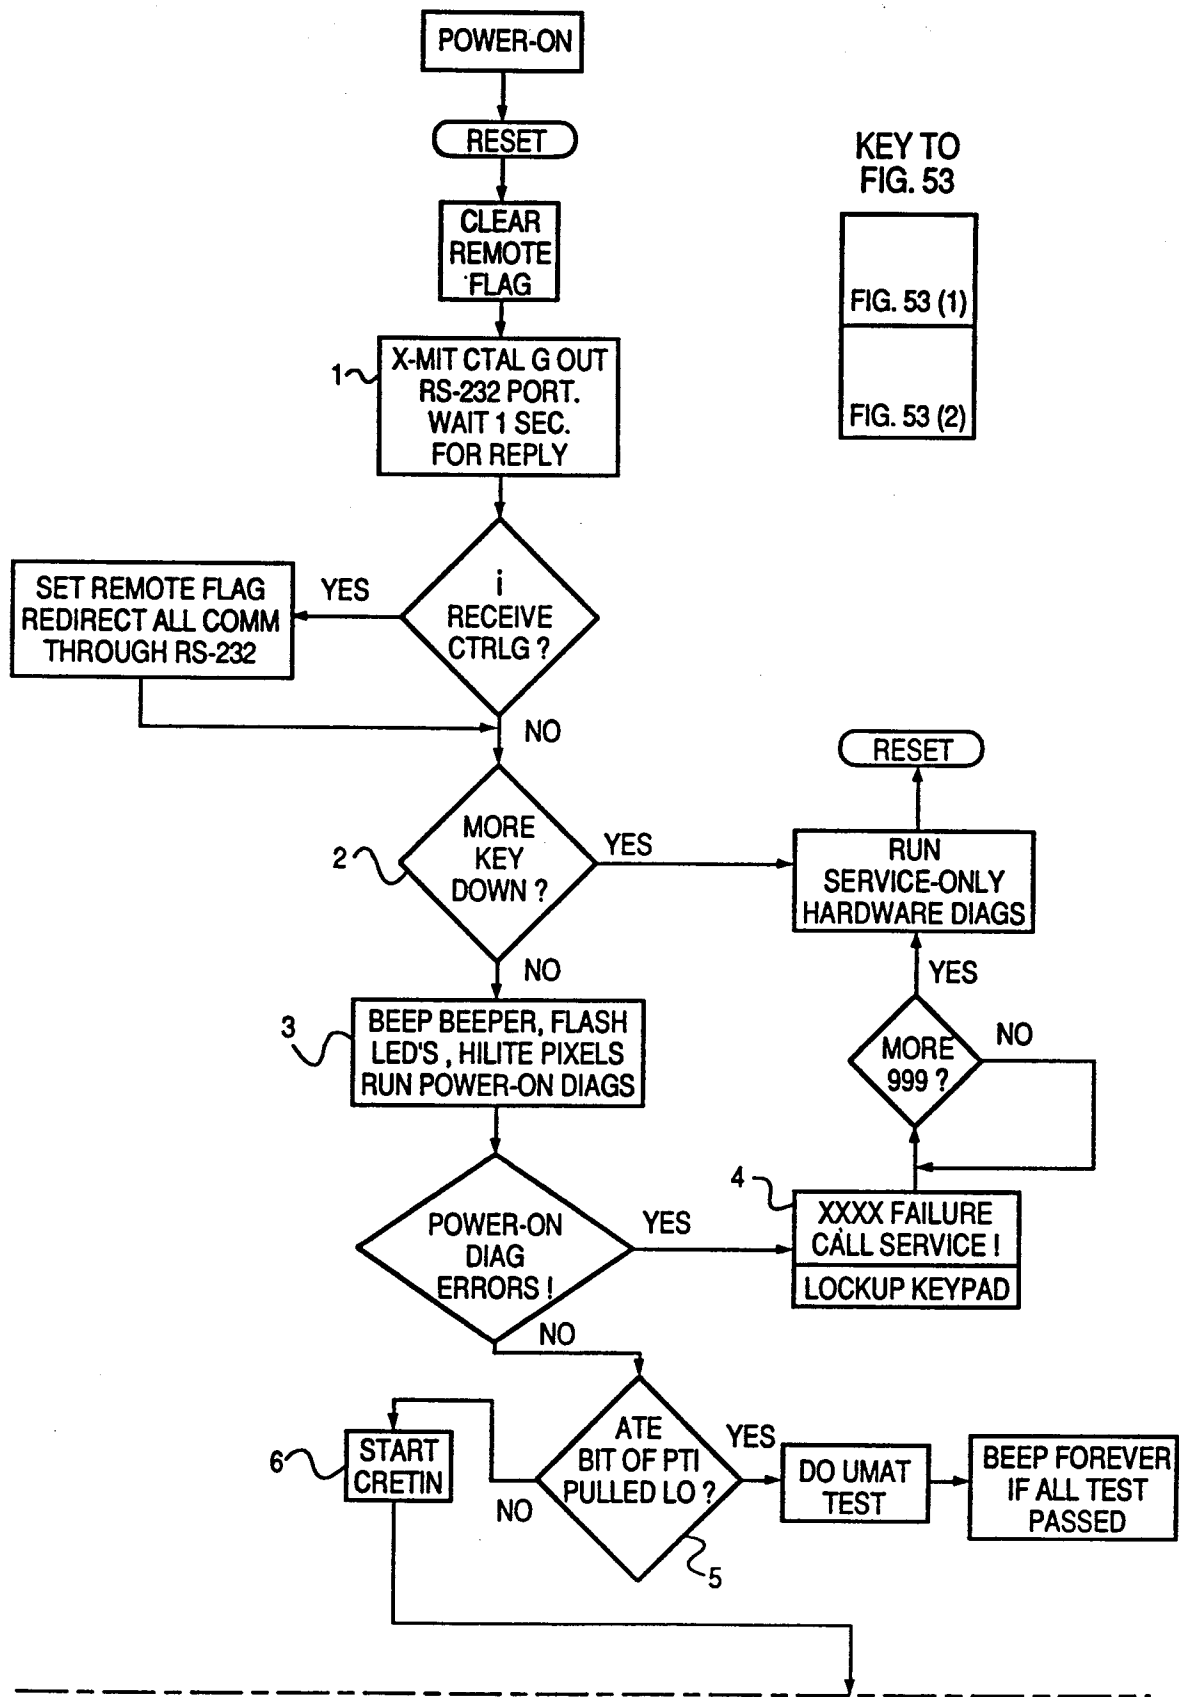 POWER-ON
RESET
KEY TO
FIG. 53
FIG. 53 (1)
FIG. 53 (2)
CLEAR
REMOTE
FLAG
1
X-MIT CTAL G OUT
RS-232 PORT.
WAIT 1 SEC.
FOR REPLY
i
RECEIVE
CTRLG ?
YES
SET REMOTE FLAG
REDIRECT ALL COMM
THROUGH RS-232
NO
2
MORE
KEY
DOWN ?
YES
RESET
RUN
SERVICE-ONLY
HARDWARE DIAGS
NO
YES
3
BEEP BEEPER, FLASH
LED'S , HILITE PIXELS
RUN POWER-ON DIAGS
MORE
999 ?
NO
POWER-ON
DIAG
ERRORS !
YES
4
XXXX FAILURE
CALL SERVICE !
LOCKUP KEYPAD
NO
6
START
CRETIN
NO
ATE
BIT OF PTI
PULLED LO ?
5
YES
DO UMAT
TEST
BEEP FOREVER
IF ALL TEST
PASSED